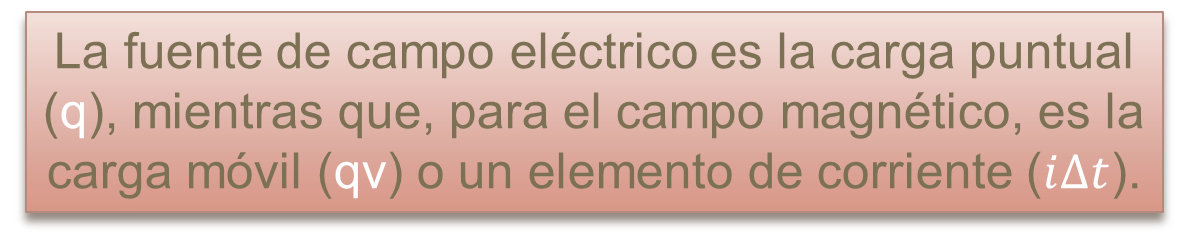 La fuente de campo eléctrico es la carga puntual
(q), mientras que, para el campo magnético, es la
carga móvil (qv) o un elemento de corriente (𝑖Δ𝑡).